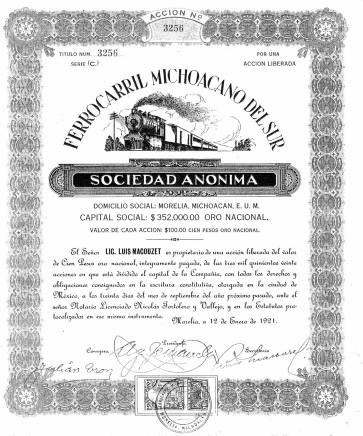 ACCION Nº
3256
TITULO NUM. 3256
SERIE "C."
POR UNA
ACCION LIBERADA
FERROCARRIL MICHOACANO DEL SUR
SOCIEDAD ANONIMA
DOMICILIO SOCIAL: MORELIA, MICHOACAN, E. U. M.
CAPITAL SOCIAL: $352,000.00 ORO NACIONAL.
VALOR DE CADA ACCION: $100.00 CIEN PESOS ORO NACIONAL.
El Señor LIC. LUIS MACOUZET es propietario de una acción liberada del valor
de Cien Pesos oro nacional, integramente pagada, de las tres mil quinientas veinte
acciones en que está dividido el capital de la Compañía, con todos los derechos y
obligaciones consignados en la escritura constitutiva, otorgada en la ciudad de
México, a los treinta días del mes de septiembre del año próximo pasado, ante el
señor Notario Licenciado Nicolás Tortolero y Vallejo, y en los Estatutos pro-
tocolizados en ese mismo instrumento.
Morelia, a 12 de Enero de 1921.
Presidente
Consejero
Secretario